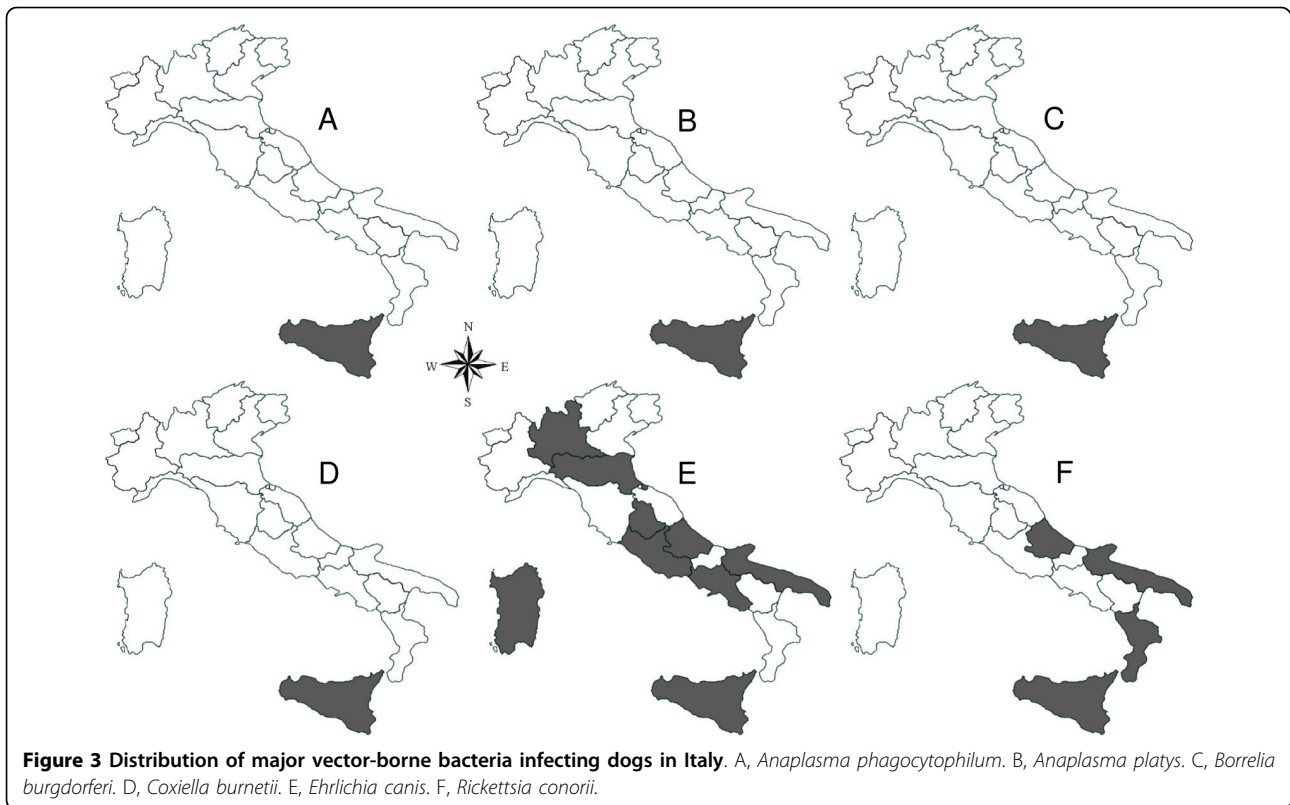 A
B
C
N
W E
S
D
E
F
Figure 3 Distribution of major vector-borne bacteria infecting dogs in Italy. A, Anaplasma phagocytophilum. B, Anaplasma platys. C, Borrelia
burgdorferi. D, Coxiella burnetii. E, Ehrlichia canis. F, Rickettsia conorii.